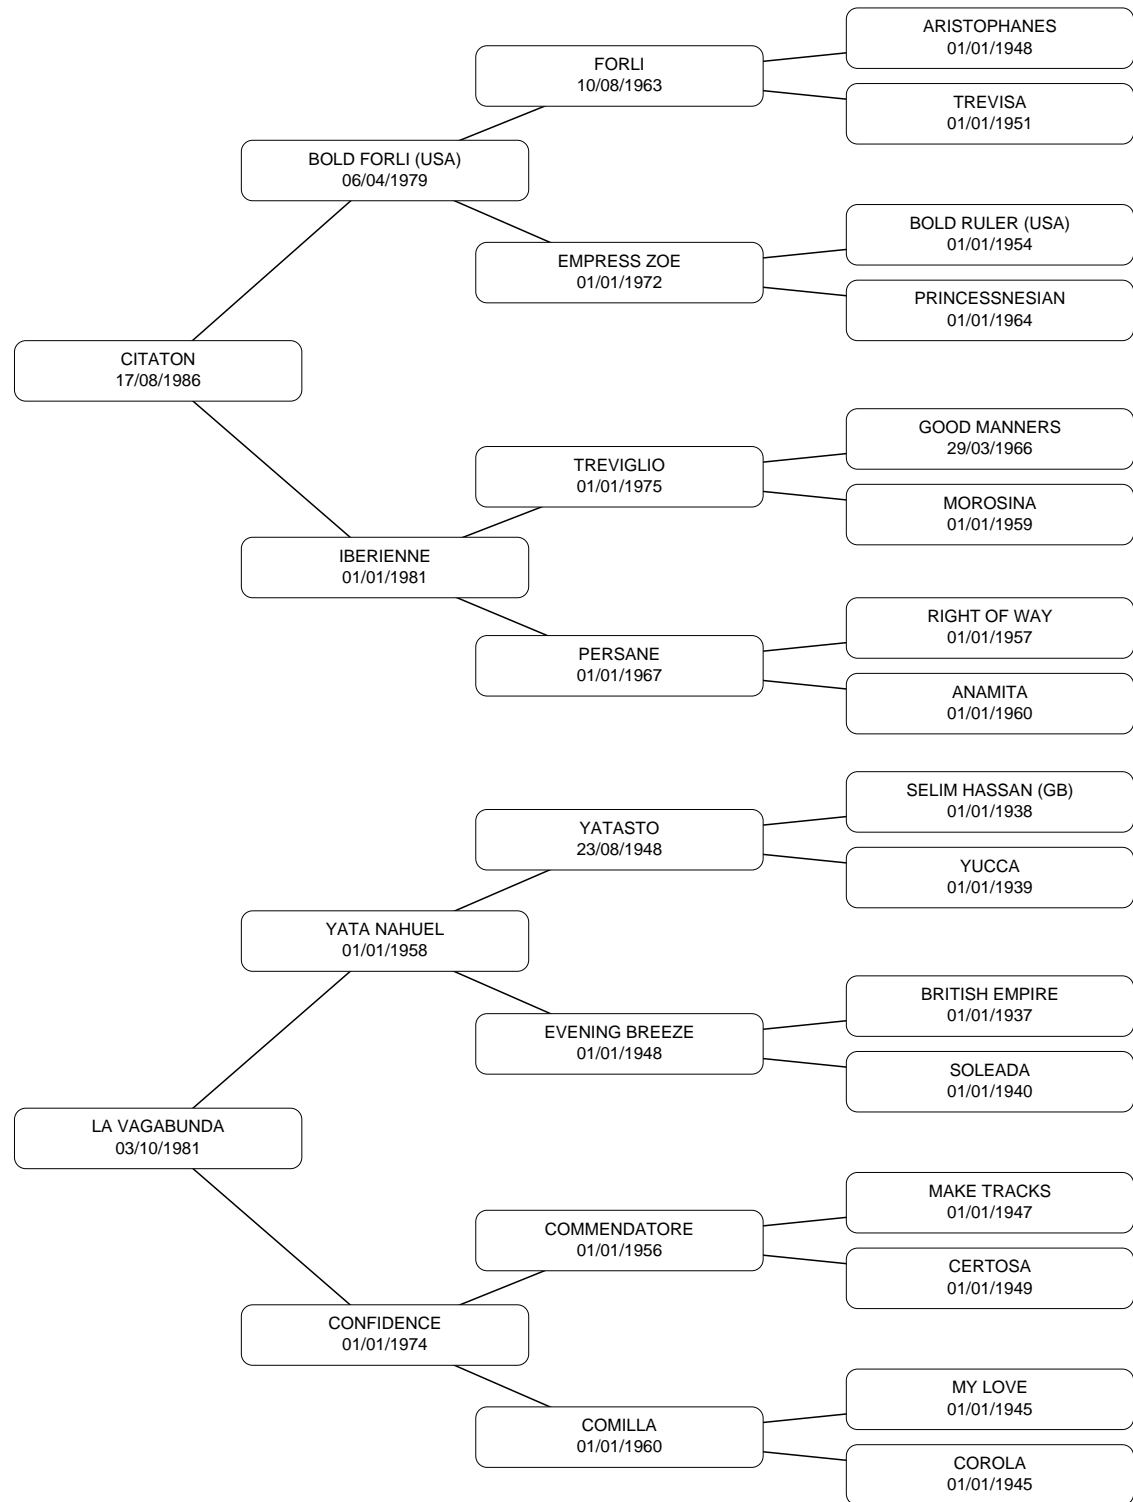 ARISTOPHANES
01/01/1948
FORLI
10/08/1963
TREVISA
01/01/1951
BOLD FORLI (USA)
06/04/1979
BOLD RULER (USA)
01/01/1954
EMPRESS ZOE
01/01/1972
PRINCESSNESIAN
01/01/1964
CITATON
17/08/1986
GOOD MANNERS
29/03/1966
TREVIGLIO
01/01/1975
MOROSINA
01/01/1959
IBERIENNE
01/01/1981
RIGHT OF WAY
01/01/1957
PERSANE
01/01/1967
ANAMITA
01/01/1960
SELIM HASSAN (GB)
01/01/1938
YATASTO
23/08/1948
YUCCA
01/01/1939
YATA NAHUEL
01/01/1958
BRITISH EMPIRE
01/01/1937
EVENING BREEZE
01/01/1948
SOLEADA
01/01/1940
LA VAGABUNDA
03/10/1981
MAKE TRACKS
01/01/1947
COMMENDATORE
01/01/1956
CERTOSA
01/01/1949
CONFIDENCE
01/01/1974
MY LOVE
01/01/1945
COMILLA
01/01/1960
COROLA
01/01/1945